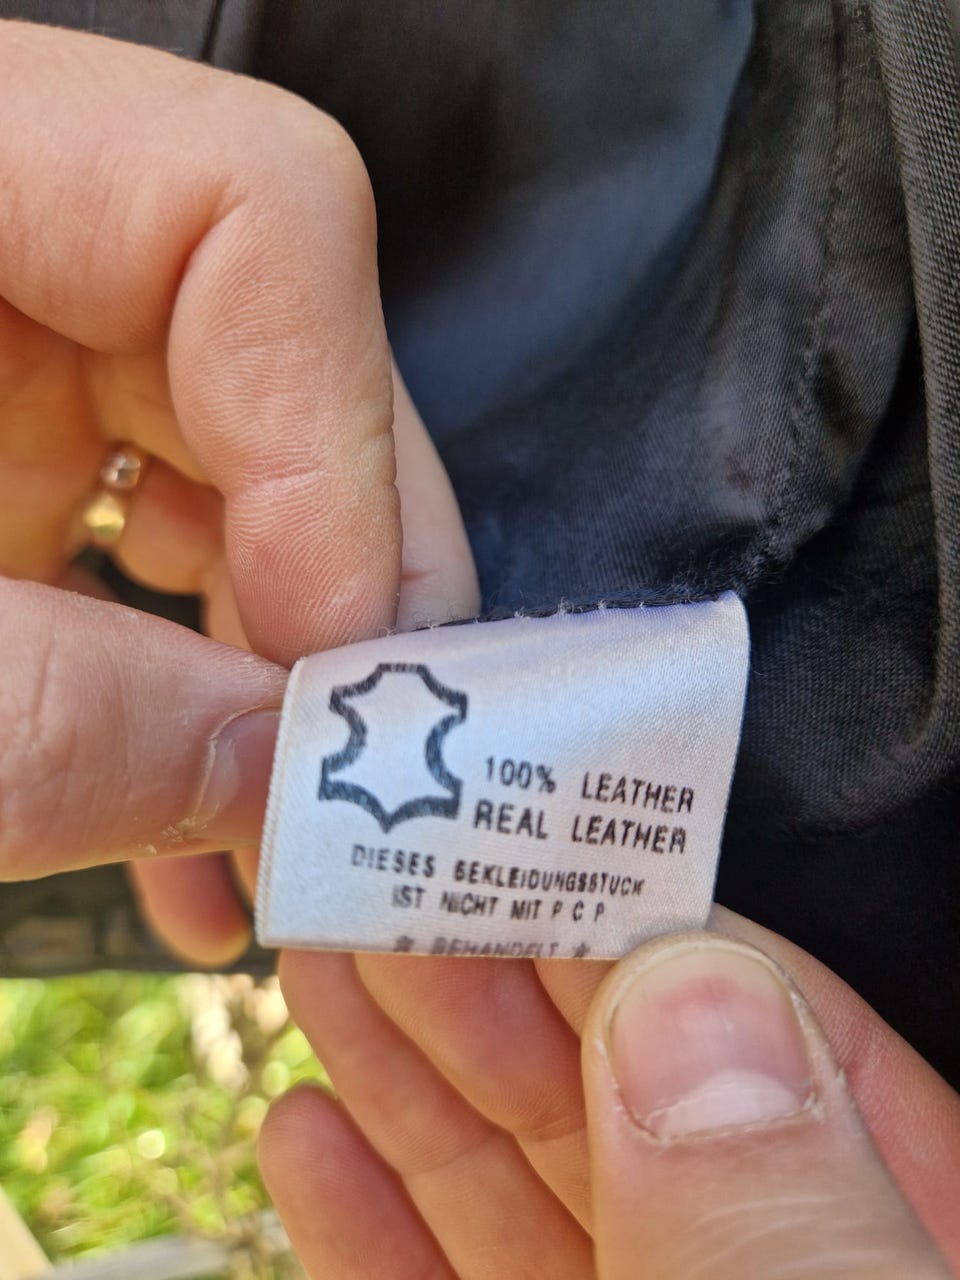 100% LEATHER
REAL LEATHER
DIESES BEKLEIDUNGSSTUCK
IST NICHT MIT P C P
* BEHANDELT *